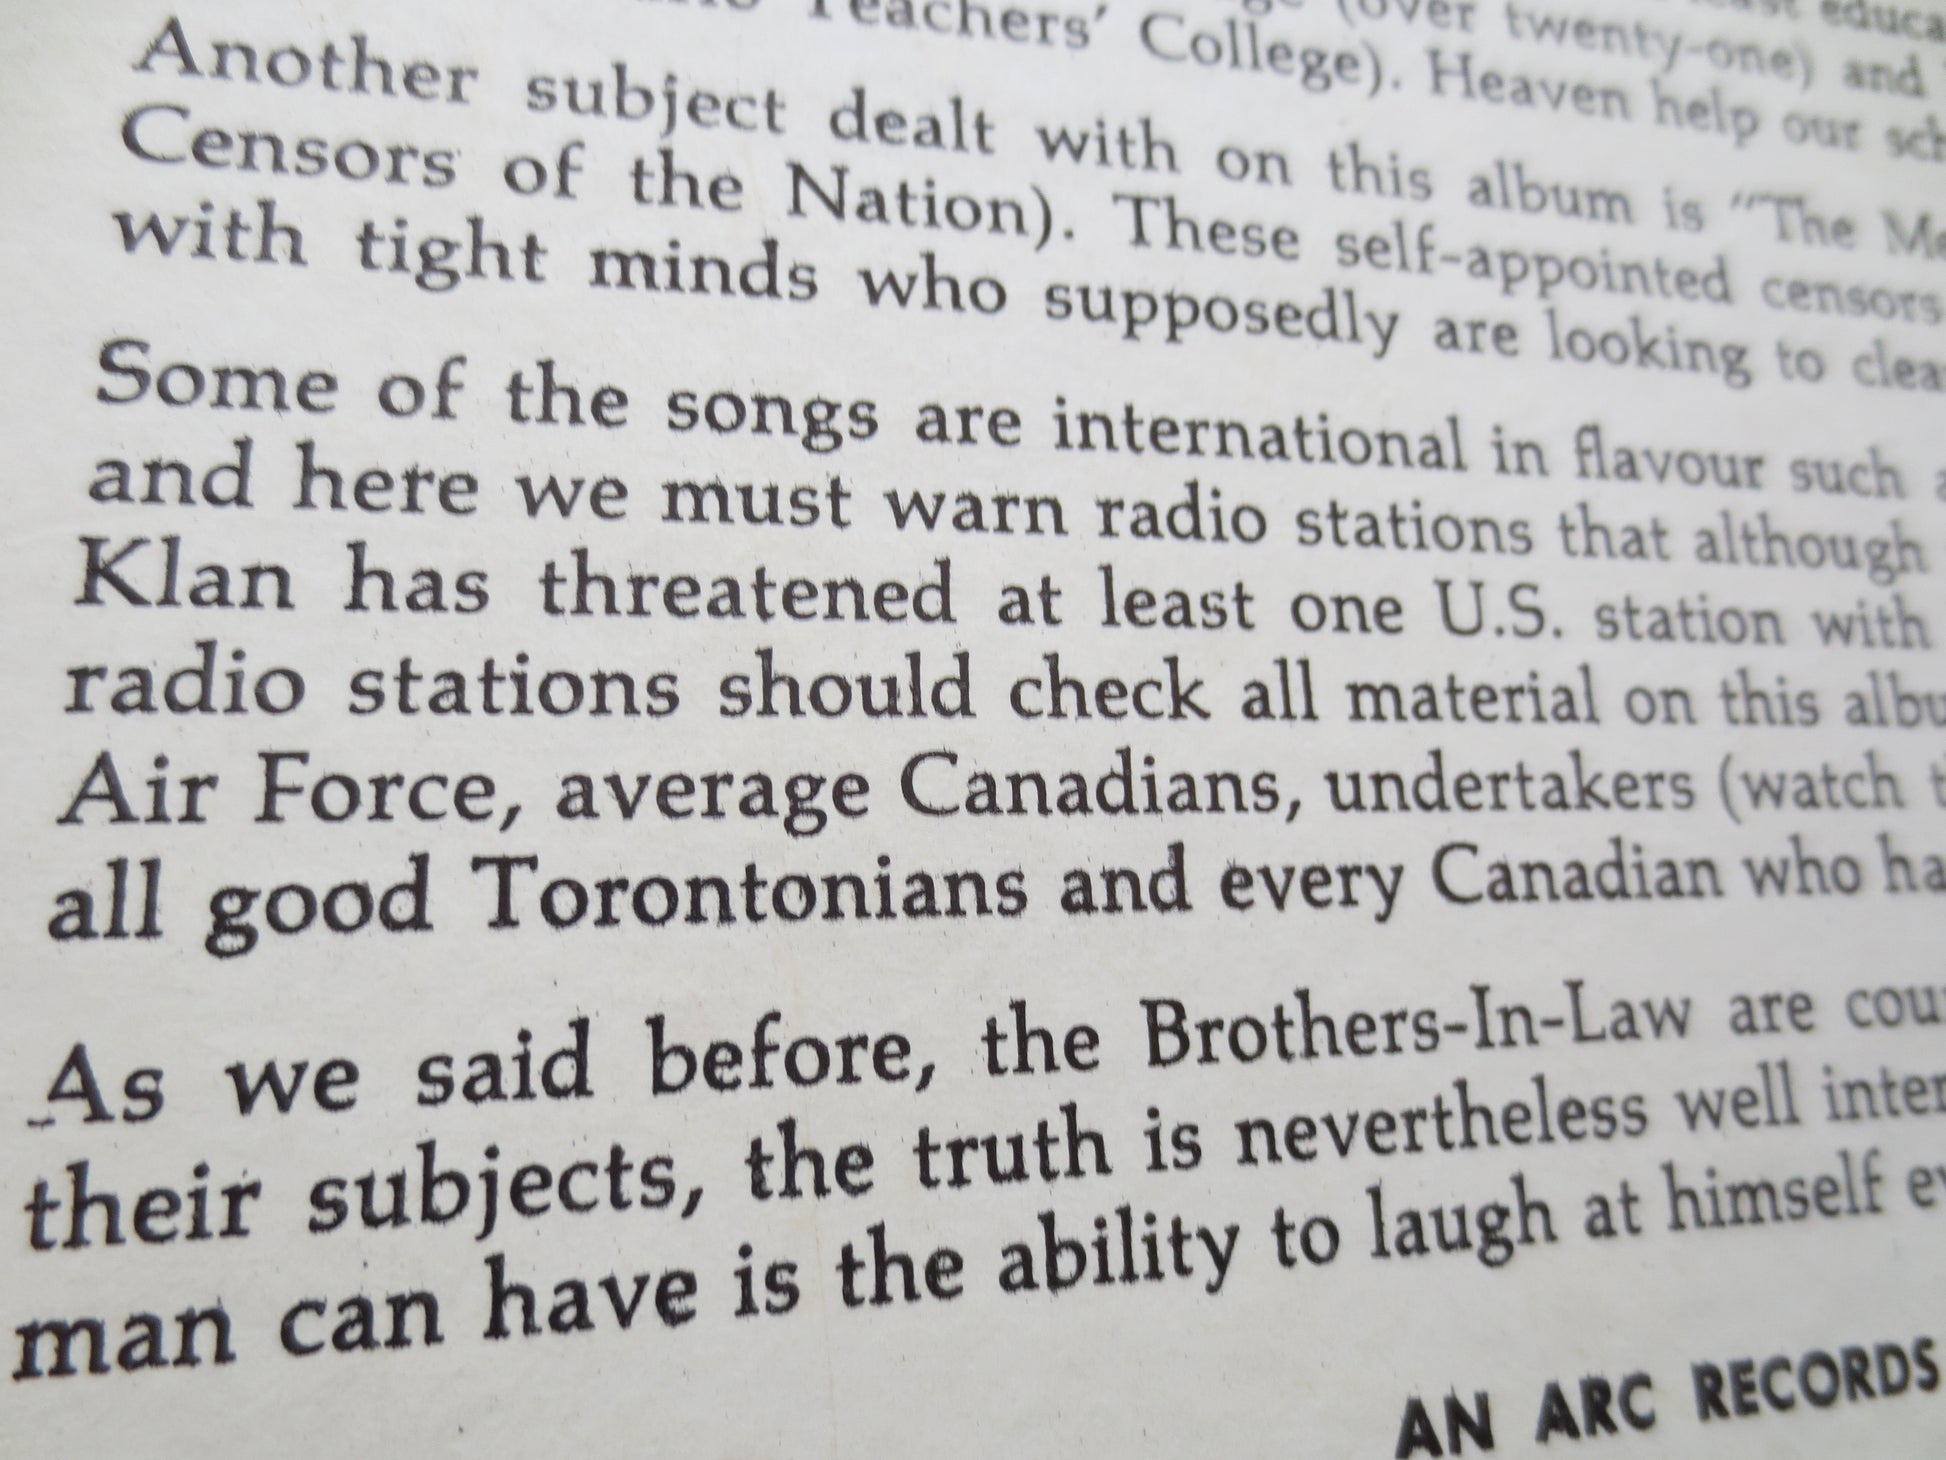 Teachers' College). Heaven help our
(over twenty-one) and
Another subject dealt with on this album is "The
Censors of the Nation). These self-appointed censors
with tight minds who supposedly are looking to
Some of the songs are international in flavour such
and here we must warn radio stations that although
Klan has threatened at least one U.S. station with
radio stations should check all material on this
Air Force, average Canadians, undertakers (watch
all good Torontonians and every Canadian who
As we said before, the Brothers-In-Law are
their subjects, the truth is nevertheless well
man can have is the ability to laugh at himself
AN ARC RECORDS